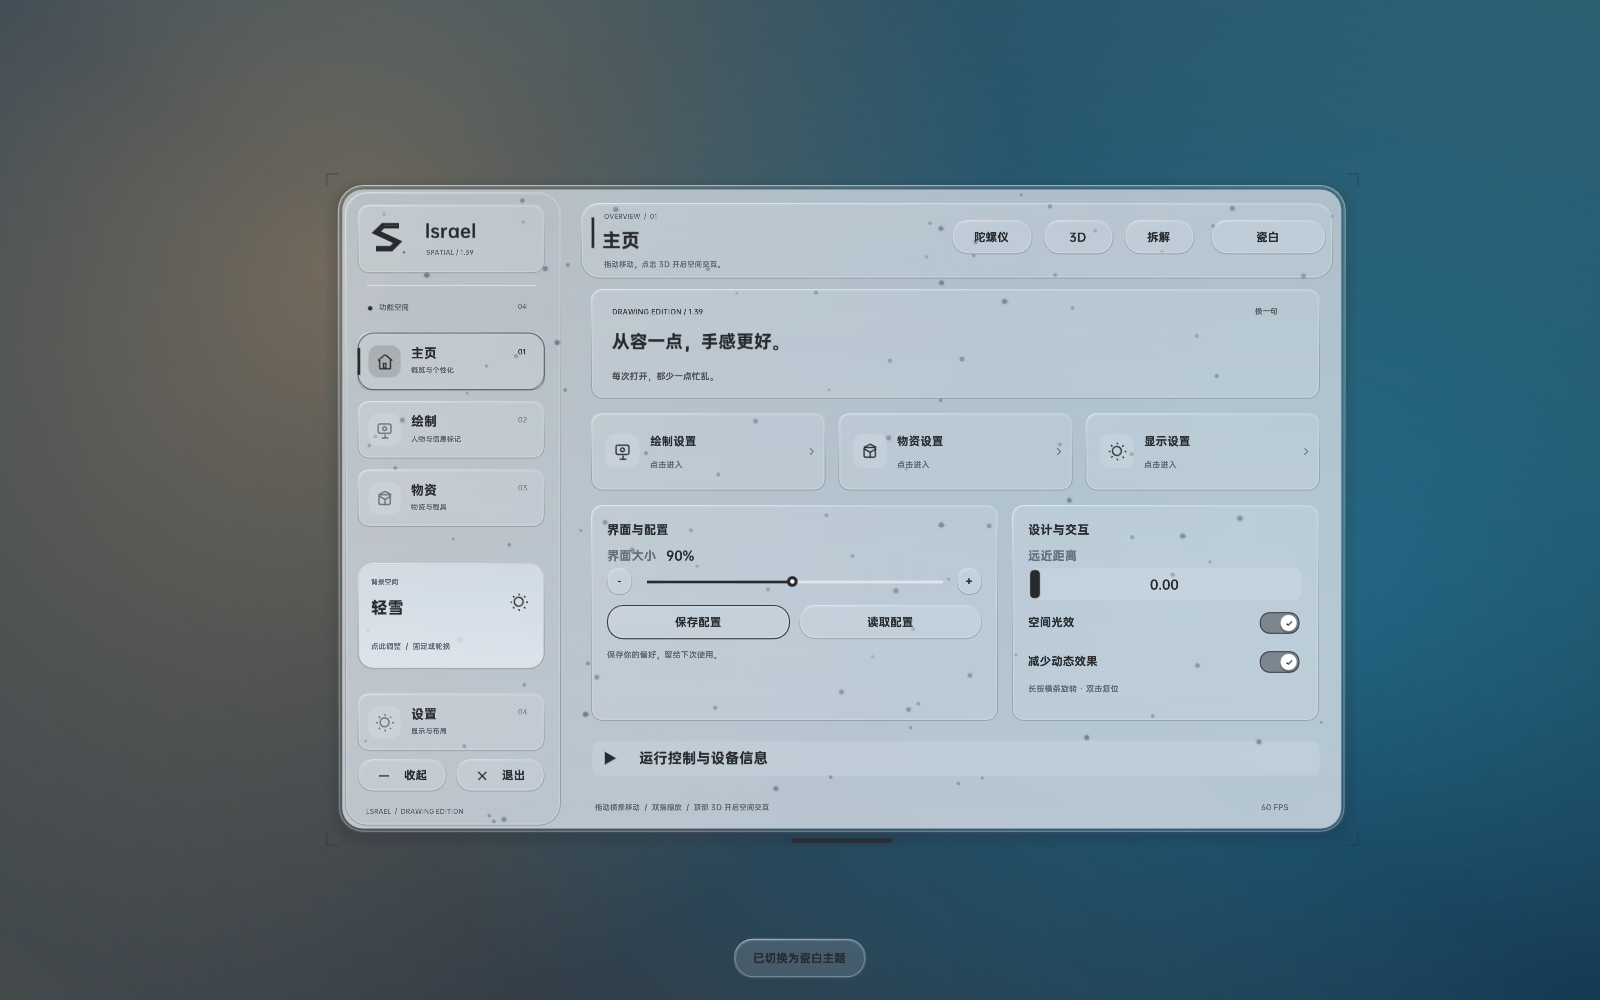 lsrael
SPATIAL / 1.39
功能空间
04
主页
01
概览与个性化
绘制
02
人物与信息标记
物资
03
物资与载具
背景空间
轻雪
点此调整 / 固定或轮换
设置
04
显示与布局
收起
退出
LSRAEL / DRAWING EDITION
OVERVIEW / 01
主页
拖动移动，点击 3D 开启空间交互。
陀螺仪
3D
拆解
瓷白
DRAWING EDITION / 1.39
换一句
从容一点，手感更好。
每次打开，都少一点忙乱。
绘制设置
点击进入
物资设置
点击进入
显示设置
点击进入
界面与配置
界面大小 90%
-
+
保存配置
读取配置
保存你的偏好，留给下次使用。
设计与交互
远近距离
0.00
空间光效
减少动态效果
长按横条旋转 · 双击复位
运行控制与设备信息
拖动横条移动 / 双指缩放 / 顶部 3D 开启空间交互
60 FPS
已切换为瓷白主题